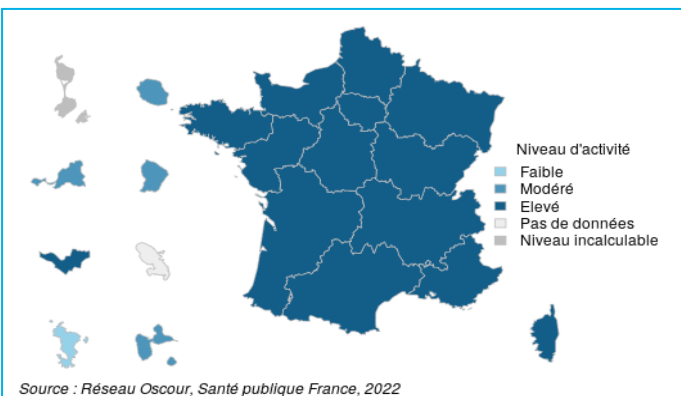 Niveau d'activité
Faible
Modéré
Elevé
Pas de données
Niveau incalculable
Source : Réseau Oscour, Santé publique France, 2022